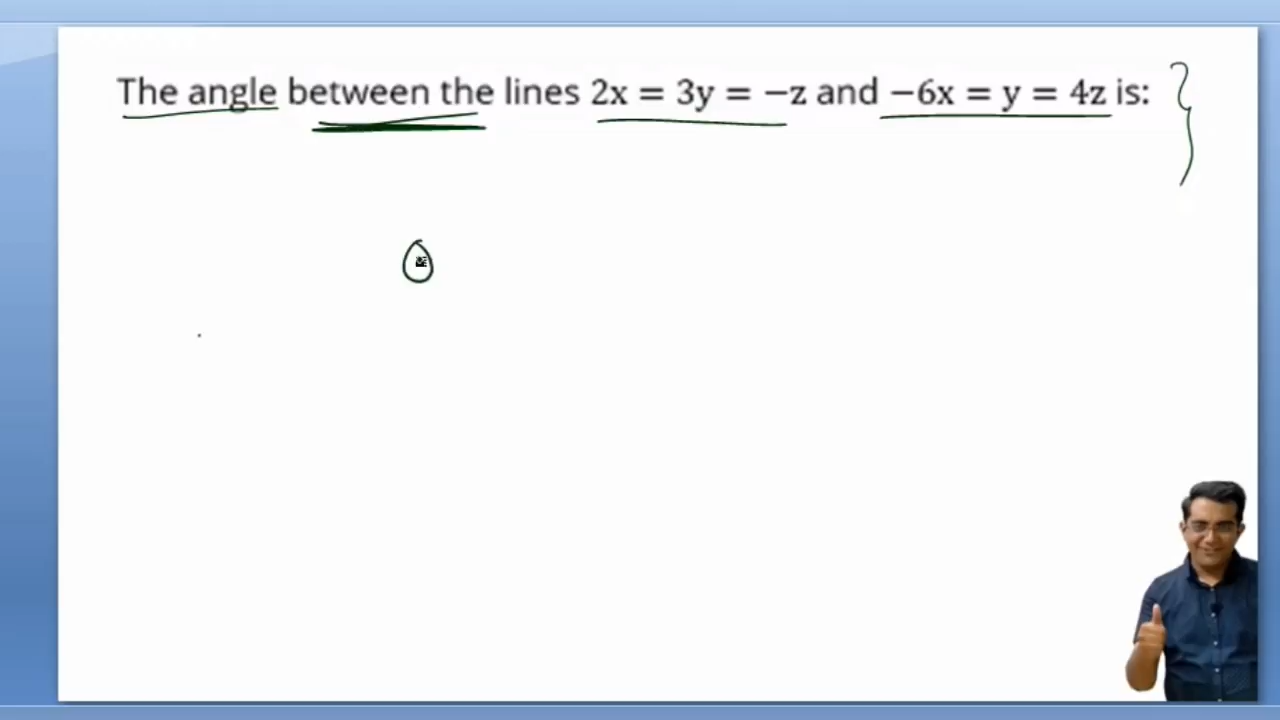 The angle between the lines 2x = 3y = −z and −6x = y = 4z is: